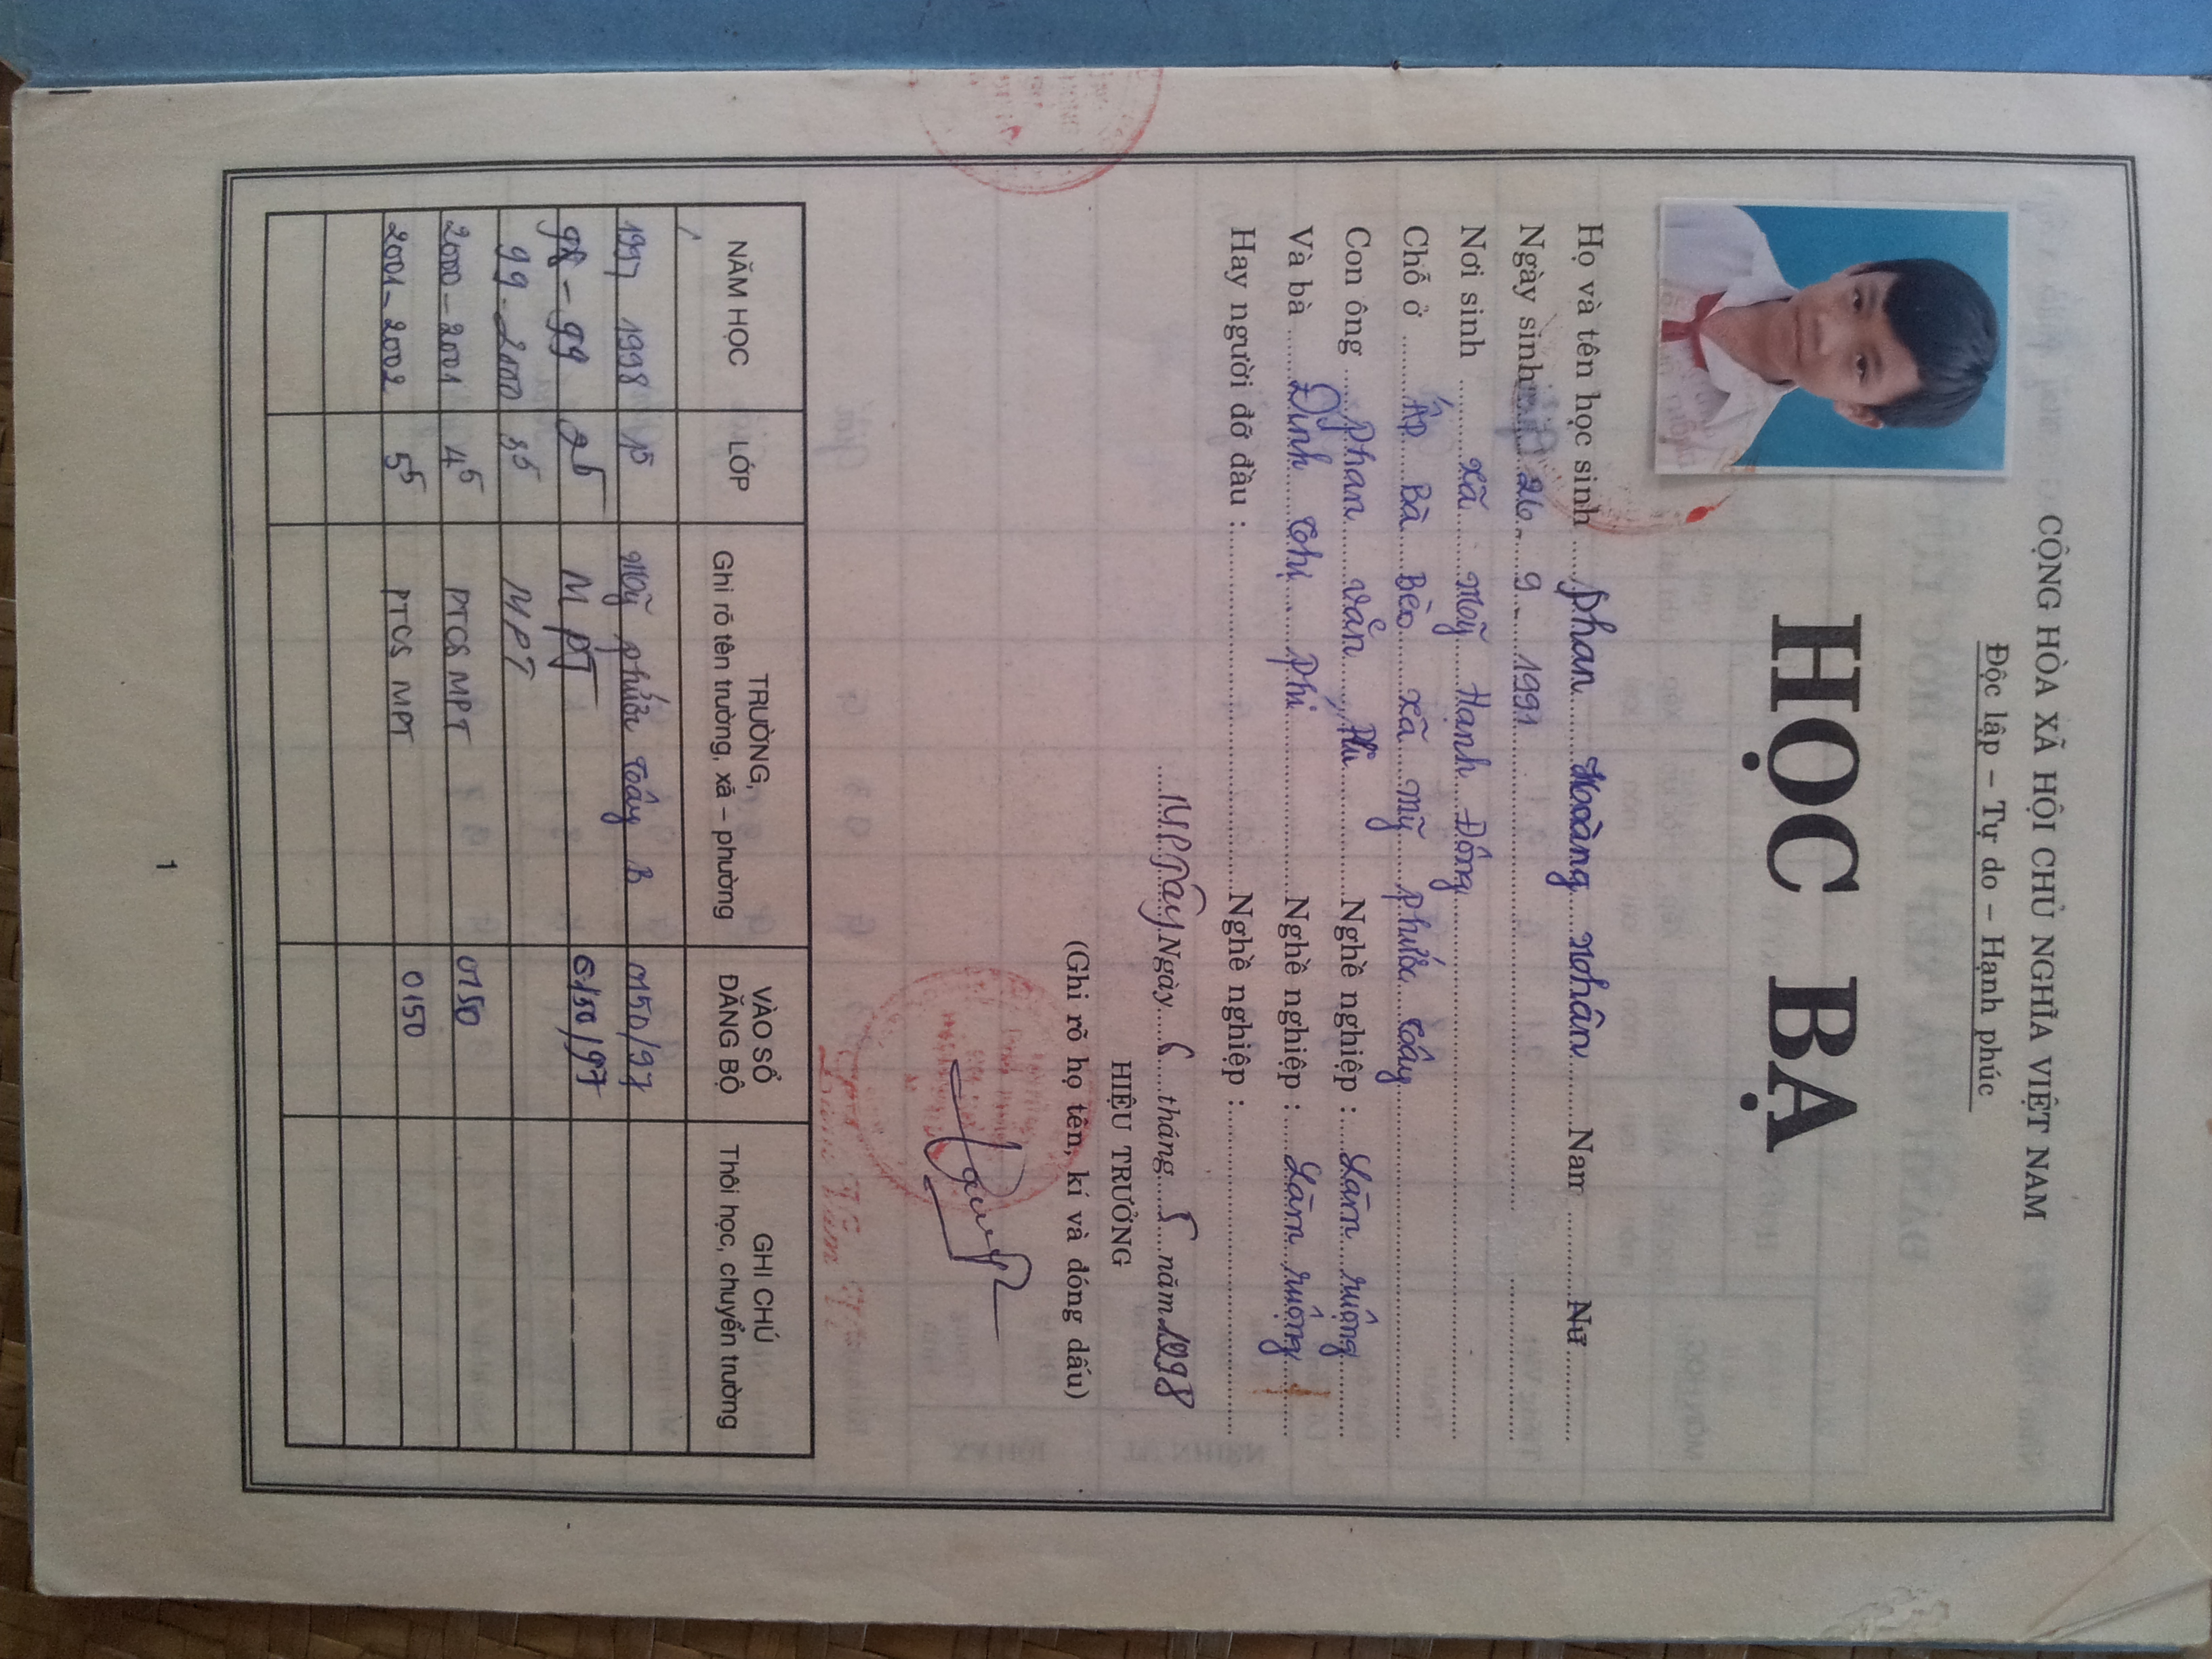 CỘNG HÒA XÃ HỘI CHỦ NGHĨA VIỆT NAM
Độc lập – Tự do – Hạnh phúc
HỌC BẠ
Họ và tên học sinh Phan Hoàng Nhân Nam Nữ
Ngày sinh 26 - 9 - 1991
Nơi sinh xã Mỹ Hạnh Đông
Chỗ ở Ấp Bà Bèo xã Mỹ Phước Tây
Con ông Phan Văn Nghề nghiệp : Làm ruộng
Và bà Đinh Thị Phi Nghề nghiệp : Làm ruộng
Hay người đỡ đầu : Nghề nghiệp :
MP Tây Ngày 6 tháng 5 năm 1998
HIỆU TRƯỞNG
(Ghi rõ họ tên, kí và đóng dấu)
NĂM HỌC LỚP TRƯỜNG, Ghi rõ tên trường, xã – phường VÀO SỔ ĐĂNG BỘ GHI CHÚ Thôi học, chuyển trường
1997 1998 15 Mỹ Phước Tây B 0150/97
98 - 99 25 MPT 0150/97
99 - 2000 35 MPT
2000 - 2001 45 PTCS MPT 0150
2001 - 2002 55 PTCS MPT 0150
1